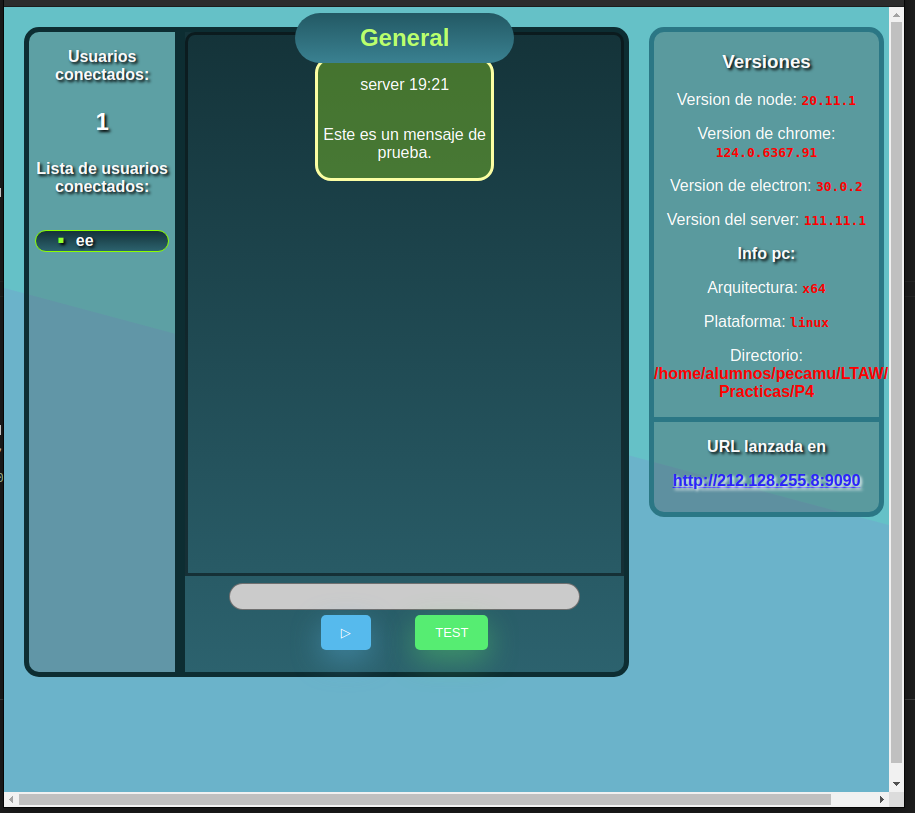 Usuarios
conectados:
1
Lista de usuarios
conectados:
ee
General
server 19:21
Este es un mensaje de
prueba.
▷
TEST
Versiones
Version de node: 20.11.1
Version de chrome:
124.0.6367.91
Version de electron: 30.0.2
Version del server: 111.11.1
Info pc:
Arquitectura: x64
Plataforma: linux
Directorio:
/home/alumnos/pecamu/LTAW/
Practicas/P4
URL lanzada en
http://212.128.255.8:9090